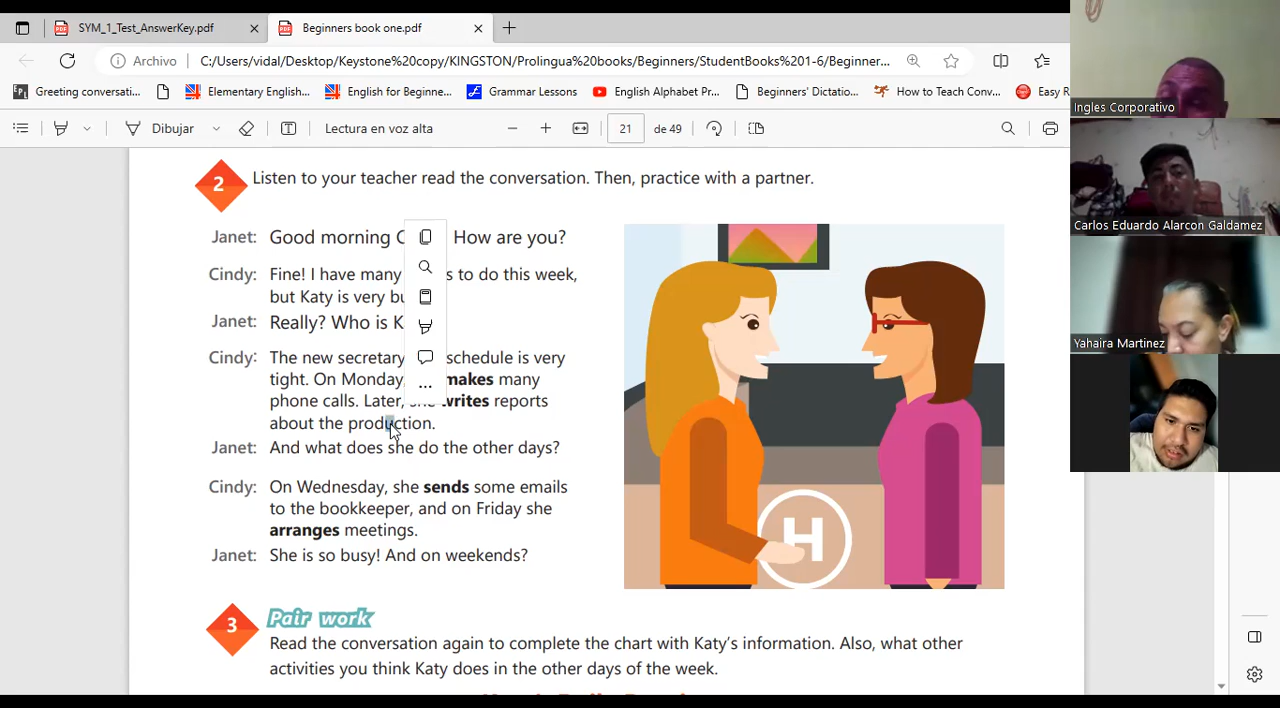 SYM_1_Test_AnswerKey.pdf
Beginners book one.pdf
Archivo
C:/Users/vidal/Desktop/Keystone%20copy/KINGSTON/Prolingua%20books/Beginners/StudentBooks%201-6/Beginner...
Greeting conversati...
Elementary English...
English for Beginne...
Grammar Lessons
English Alphabet Pr...
Beginners' Dictatio...
How to Teach Conv...
Easy R
Dibujar
Lectura en voz alta
21
de 49
2 Listen to your teacher read the conversation. Then, practice with a partner.
Janet: Good morning C How are you?
Cindy: Fine! I have many s to do this week,
but Katy is very bu
Janet: Really? Who is K
Cindy: The new secretary schedule is very
tight. On Monday, makes many
phone calls. Later, she writes reports
about the production.
Janet: And what does she do the other days?
Cindy: On Wednesday, she sends some emails
to the bookkeeper, and on Friday she
arranges meetings.
Janet: She is so busy! And on weekends?
H
3 Pair work
Read the conversation again to complete the chart with Katy's information. Also, what other
activities you think Katy does in the other days of the week.
Ingles Corporativo
Carlos Eduardo Alarcon Galdamez
Yahaira Martinez